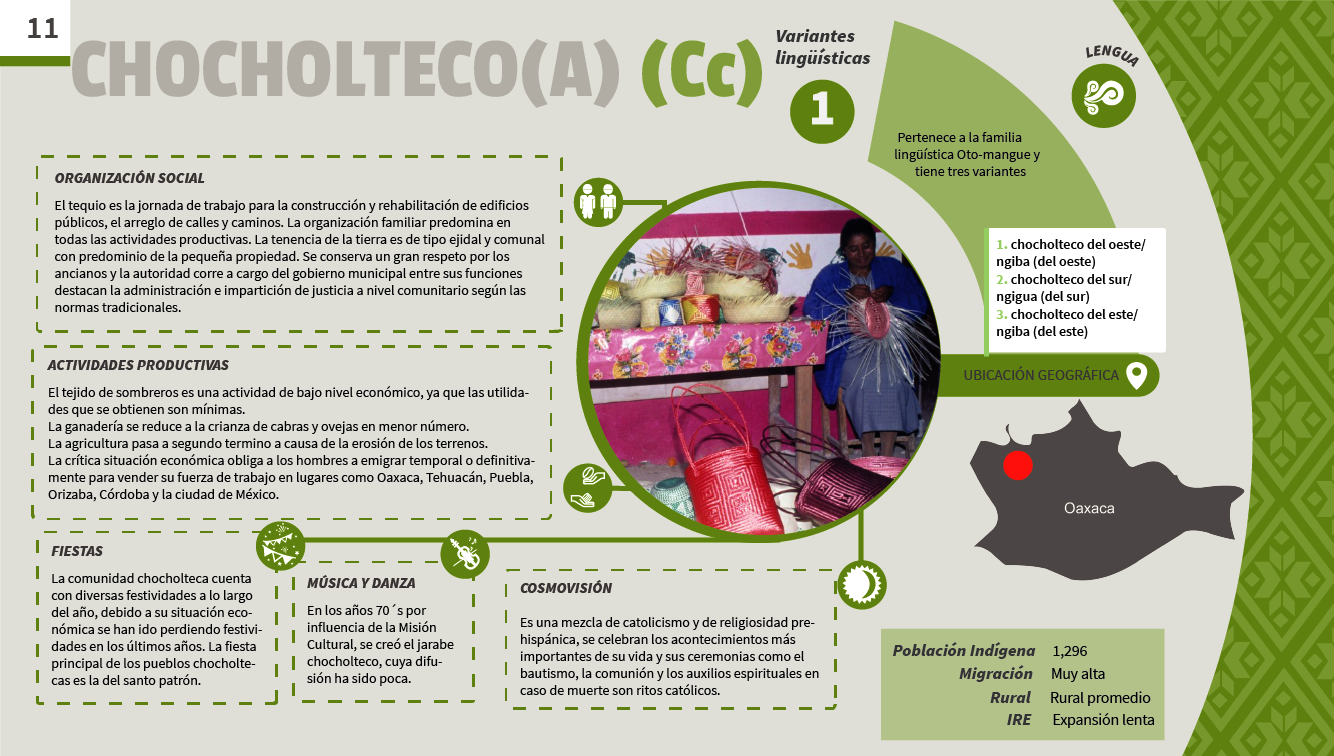 11
CHOCHOLTECO(A) (Cc)
Variantes
lingüísticas
1
LENGUA
Pertenece a la familia
lingüística Oto-mangue y
tiene tres variantes
1. chocholteco del oeste/
ngiba (del oeste)
2. chocholteco del sur/
ngigua (del sur)
3. chocholteco del este/
ngiba (del este)
UBICACIÓN GEOGRÁFICA
Oaxaca
ORGANIZACIÓN SOCIAL
El tequio es la jornada de trabajo para la construcción y rehabilitación de edificios
públicos, el arreglo de calles y caminos. La organización familiar predomina en
todas las actividades productivas. La tenencia de la tierra es de tipo ejidal y comunal
con predominio de la pequeña propiedad. Se conserva un gran respeto por los
ancianos y la autoridad corre a cargo del gobierno municipal entre sus funciones
destacan la administración e impartición de justicia a nivel comunitario según las
normas tradicionales.
ACTIVIDADES PRODUCTIVAS
El tejido de sombreros es una actividad de bajo nivel económico, ya que las utilida-
des que se obtienen son mínimas.
La ganadería se reduce a la crianza de cabras y ovejas en menor número.
La agricultura pasa a segundo termino a causa de la erosión de los terrenos.
La crítica situación económica obliga a los hombres a emigrar temporal o definitiva-
mente para vender su fuerza de trabajo en lugares como Oaxaca, Tehuacán, Puebla,
Orizaba, Córdoba y la ciudad de México.
FIESTAS
La comunidad chocholteca cuenta
con diversas festividades a lo largo
del año, debido a su situación eco-
nómica se han ido perdiendo festivi-
dades en los últimos años. La fiesta
principal de los pueblos chocholte-
cas es la del santo patrón.
MÚSICA Y DANZA
En los años 70´s por
influencia de la Misión
Cultural, se creó el jarabe
chocholteco, cuya difu-
sión ha sido poca.
COSMOVISIÓN
Es una mezcla de catolicismo y de religiosidad pre-
hispánica, se celebran los acontecimientos más
importantes de su vida y sus ceremonias como el
bautismo, la comunión y los auxilios espirituales en
caso de muerte son ritos católicos.
Población Indígena 1,296
Migración Muy alta
Rural Rural promedio
IRE Expansión lenta